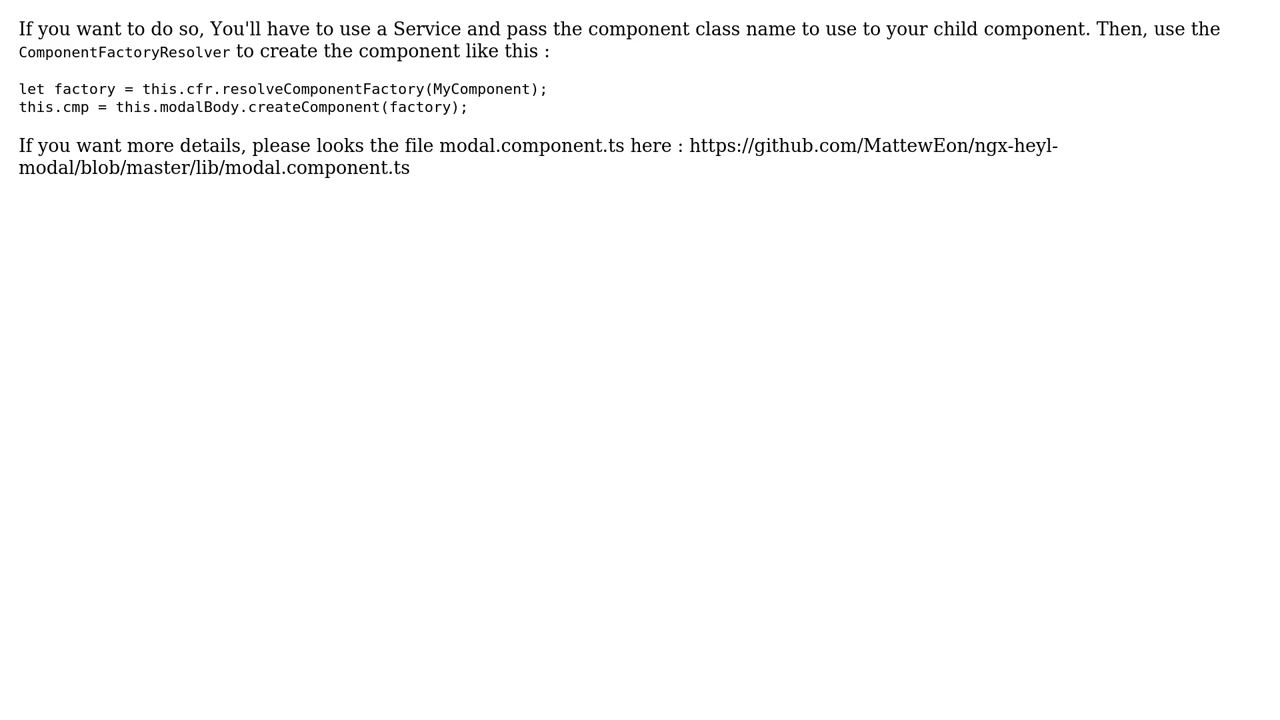 If you want to do so, You'll have to use a Service and pass the component class name to use to your child component. Then, use the
ComponentFactoryResolver to create the component like this :
let factory = this.cfr.resolveComponentFactory(MyComponent);
this.cmp = this.modalBody.createComponent(factory);
If you want more details, please looks the file modal.component.ts here : https://github.com/MattewEon/ngx-heyl-
modal/blob/master/lib/modal.component.ts